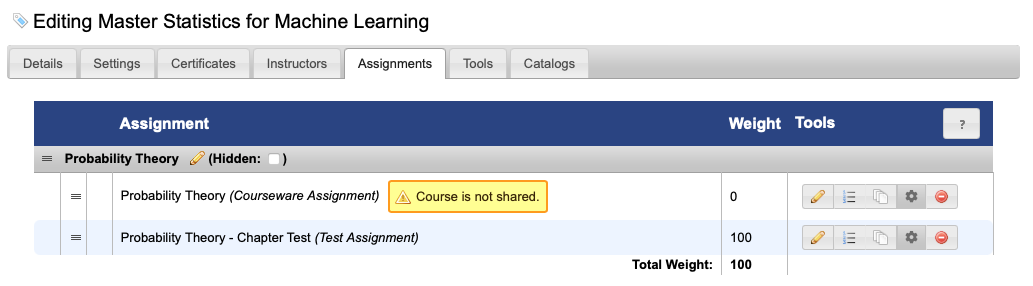 Editing Master Statistics for Machine Learning
Details Settings Certificates Instructors Assignments Tools Catalogs
Assignment Weight Tools ?
Probability Theory (Hidden: )
Probability Theory (Courseware Assignment) Course is not shared. 0
Probability Theory - Chapter Test (Test Assignment) 100
Total Weight: 100